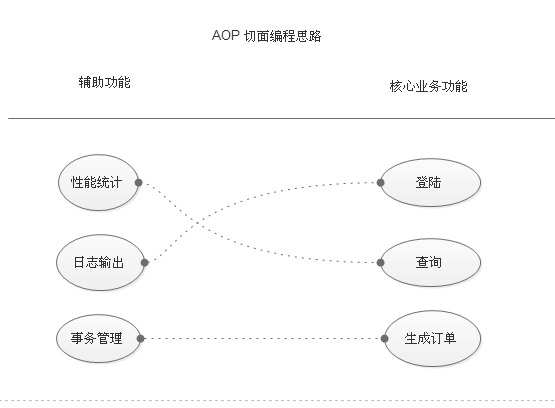 AOP 切面编程思路
辅助功能
核心业务功能
性能统计
登陆
日志输出
查询
事务管理
生成订单